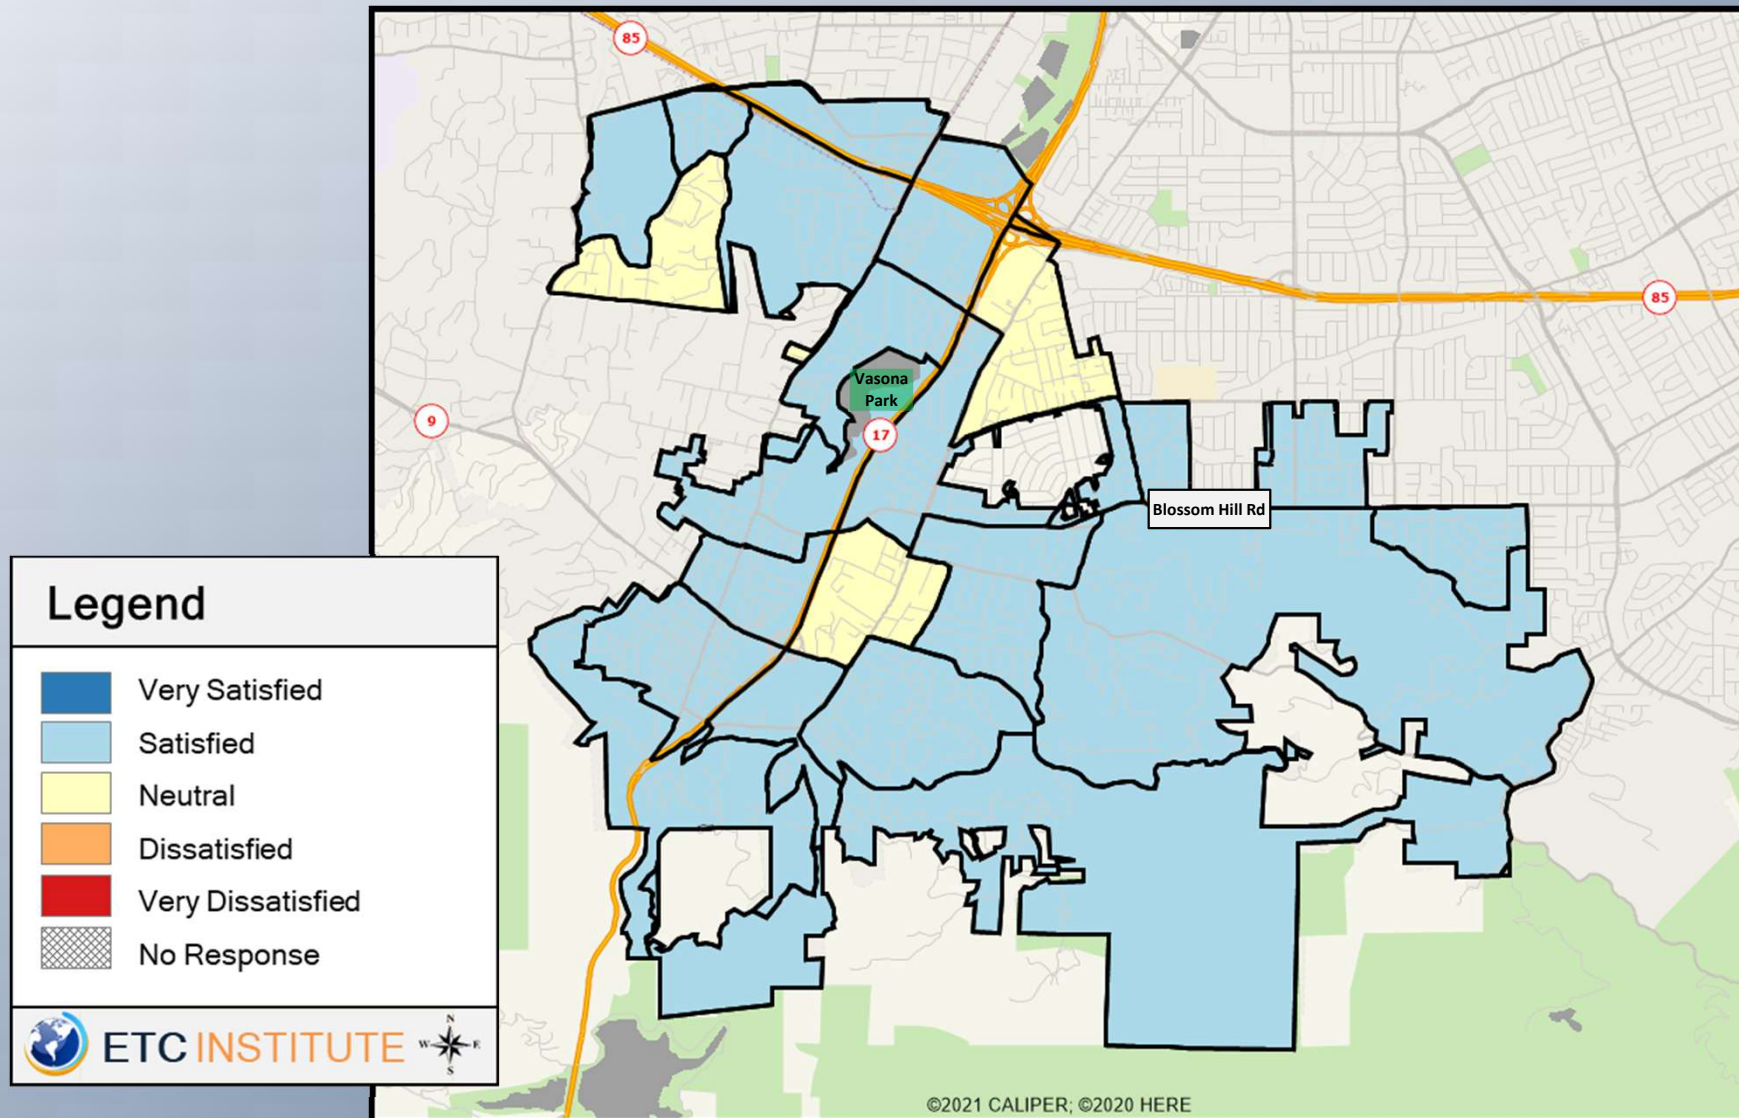 85
85
9
Vasona
Park
17
Blossom Hill Rd
Legend
Very Satisfied
Satisfied
Neutral
Dissatisfied
Very Dissatisfied
No Response
ETC INSTITUTE
N
W E
S
©2021 CALIPER; ©2020 HERE